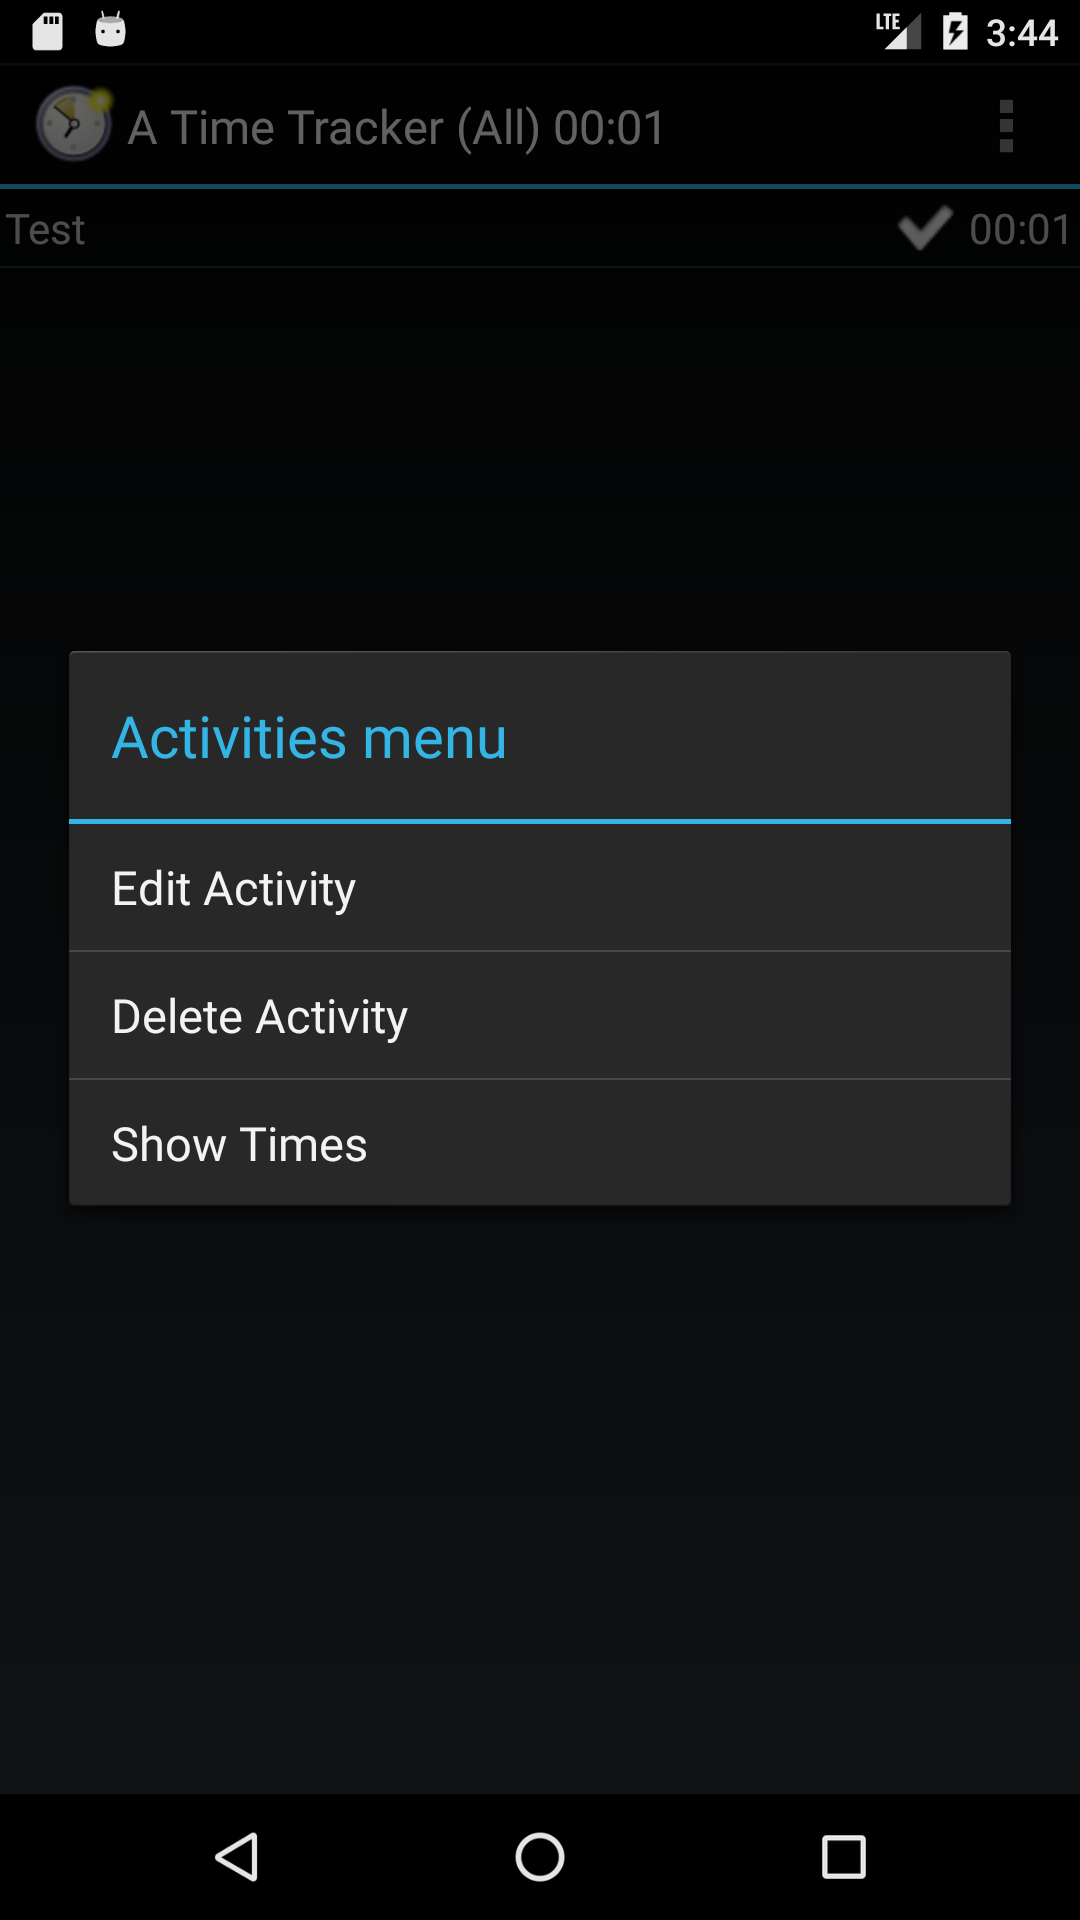 LTE 3:44
A Time Tracker (All) 00:01
Test 00:01
Activities menu
Edit Activity
Delete Activity
Show Times